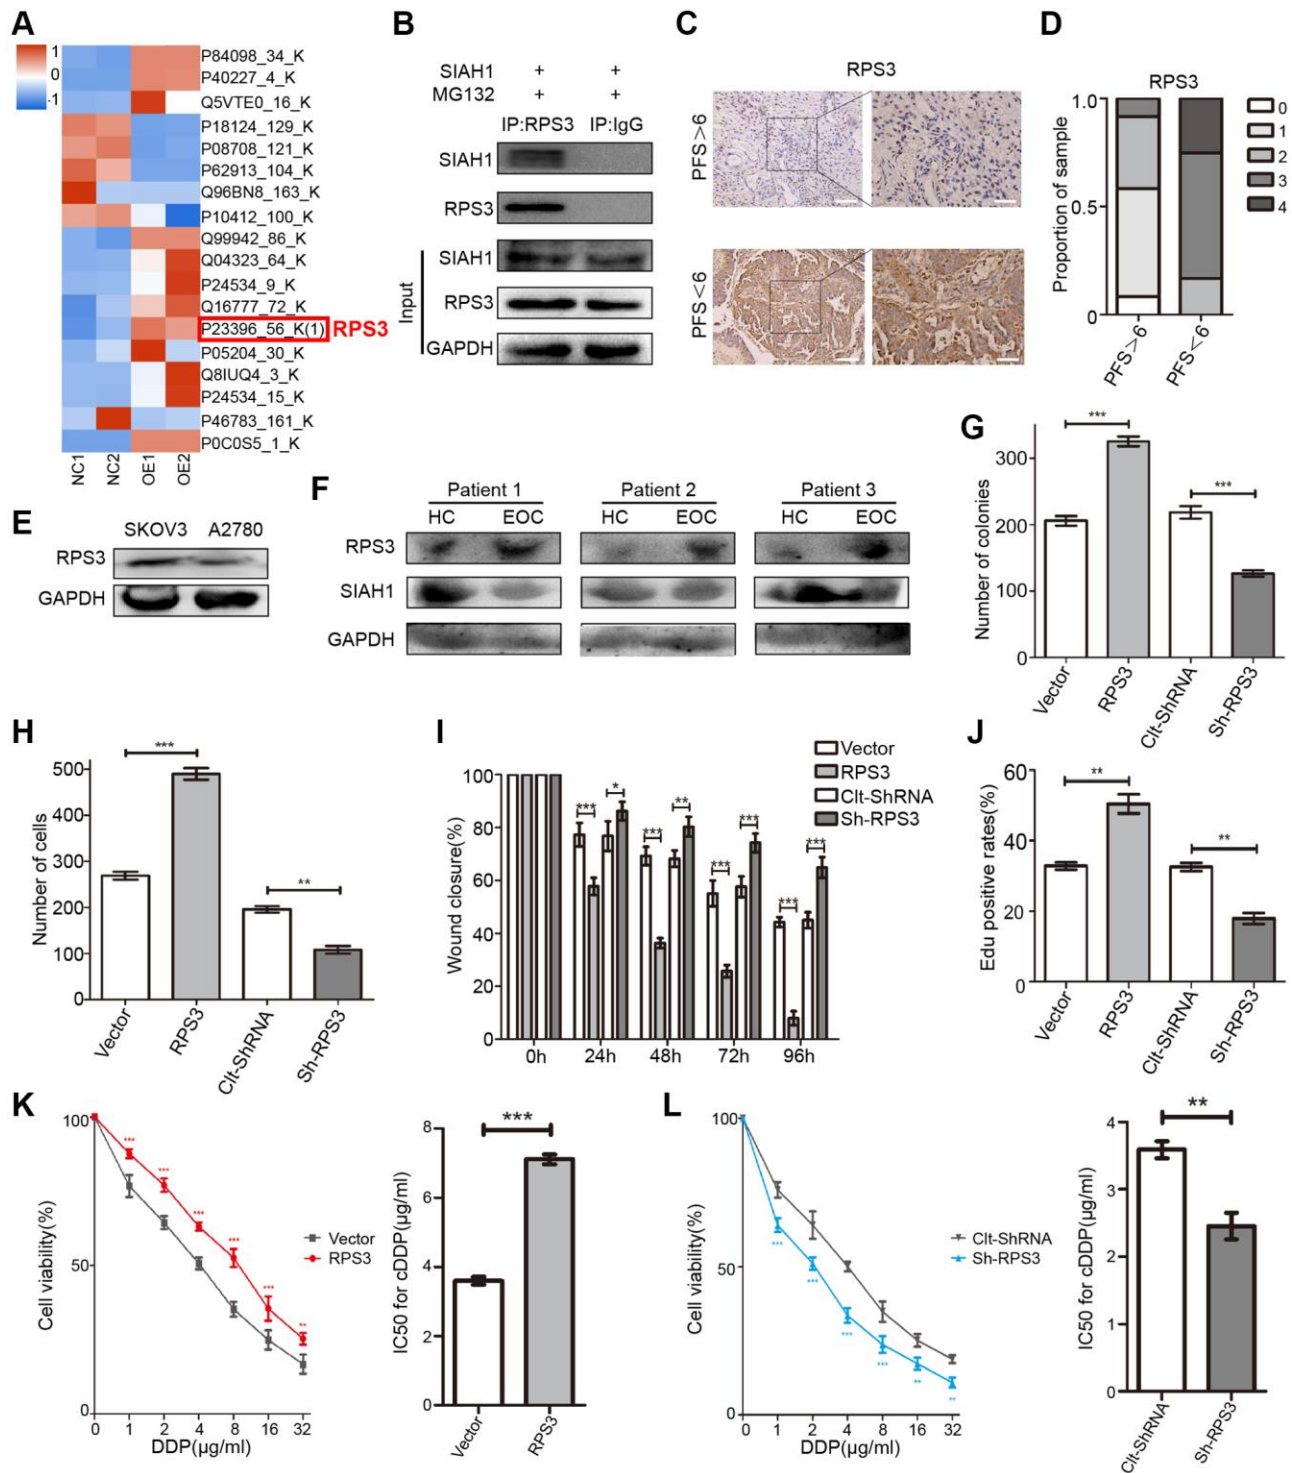 A
1
0
-1
P84098_34_K
P40227_4_K
Q5VTE0_16_K
P18124_129_K
P08708_121_K
P62913_104_K
Q96BN8_163_K
P10412_100_K
Q99942_86_K
Q04323_64_K
P24534_9_K
Q16777_72_K
P23396_56_K(1) RPS3
P05204_30_K
Q8IUQ4_3_K
P24534_15_K
P46783_161_K
P0C0S5_1_K
NC1 NC2 OE1 OE2
B
SIAH1 + +
MG132 + +
IP:RPS3 IP:IgG
SIAH1
RPS3
Input
SIAH1
RPS3
GAPDH
C
RPS3
PFS>6
PFS<6
D
RPS3
Proportion of sample
1.0
0.5
0
PFS>6 PFS<6
0
1
2
3
4
E
SKOV3 A2780
RPS3
GAPDH
F
Patient 1 Patient 2 Patient 3
HC EOC HC EOC HC EOC
RPS3
SIAH1
GAPDH
G
Number of colonies
300
200
100
0
*** ***
Vector RPS3 Clt-ShRNA Sh-RPS3
H
Number of cells
500
400
300
200
100
0
*** **
Vector RPS3 Clt-ShRNA Sh-RPS3
I
Wound closure(%)
100
80
60
40
20
0
*** * *** ** *** *** *** ***
0h 24h 48h 72h 96h
Vector
RPS3
Clt-ShRNA
Sh-RPS3
J
Edu positive rates(%)
60
40
20
0
** **
Vector RPS3 Clt-ShRNA Sh-RPS3
K
Cell viability(%)
100
50
0
*** *** *** *** *** **
0 1 2 4 8 16 32
DDP(μg/ml)
Vector
RPS3
IC50 for cDDP(μg/ml)
8
6
4
2
0
***
Vector RPS3
L
Cell viability(%)
100
50
0
*** *** *** *** ** **
0 1 2 4 8 16 32
DDP(μg/ml)
Clt-ShRNA
Sh-RPS3
IC50 for cDDP(μg/ml)
4
3
2
1
0
**
Clt-ShRNA Sh-RPS3